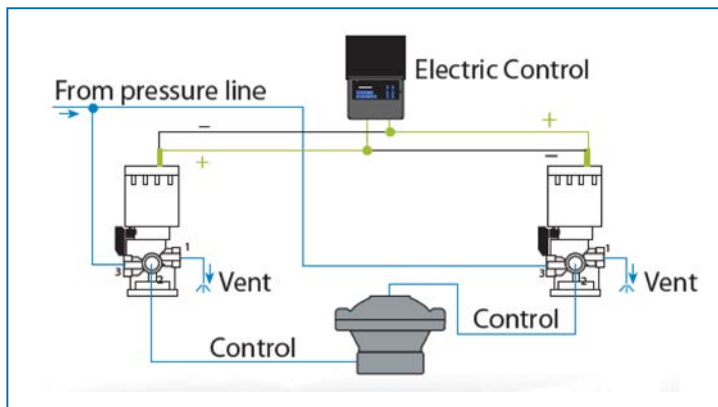 Electric Control
From pressure line
−
+
+
−
1
3
2
Vent
1
3
2
Vent
Control
Control